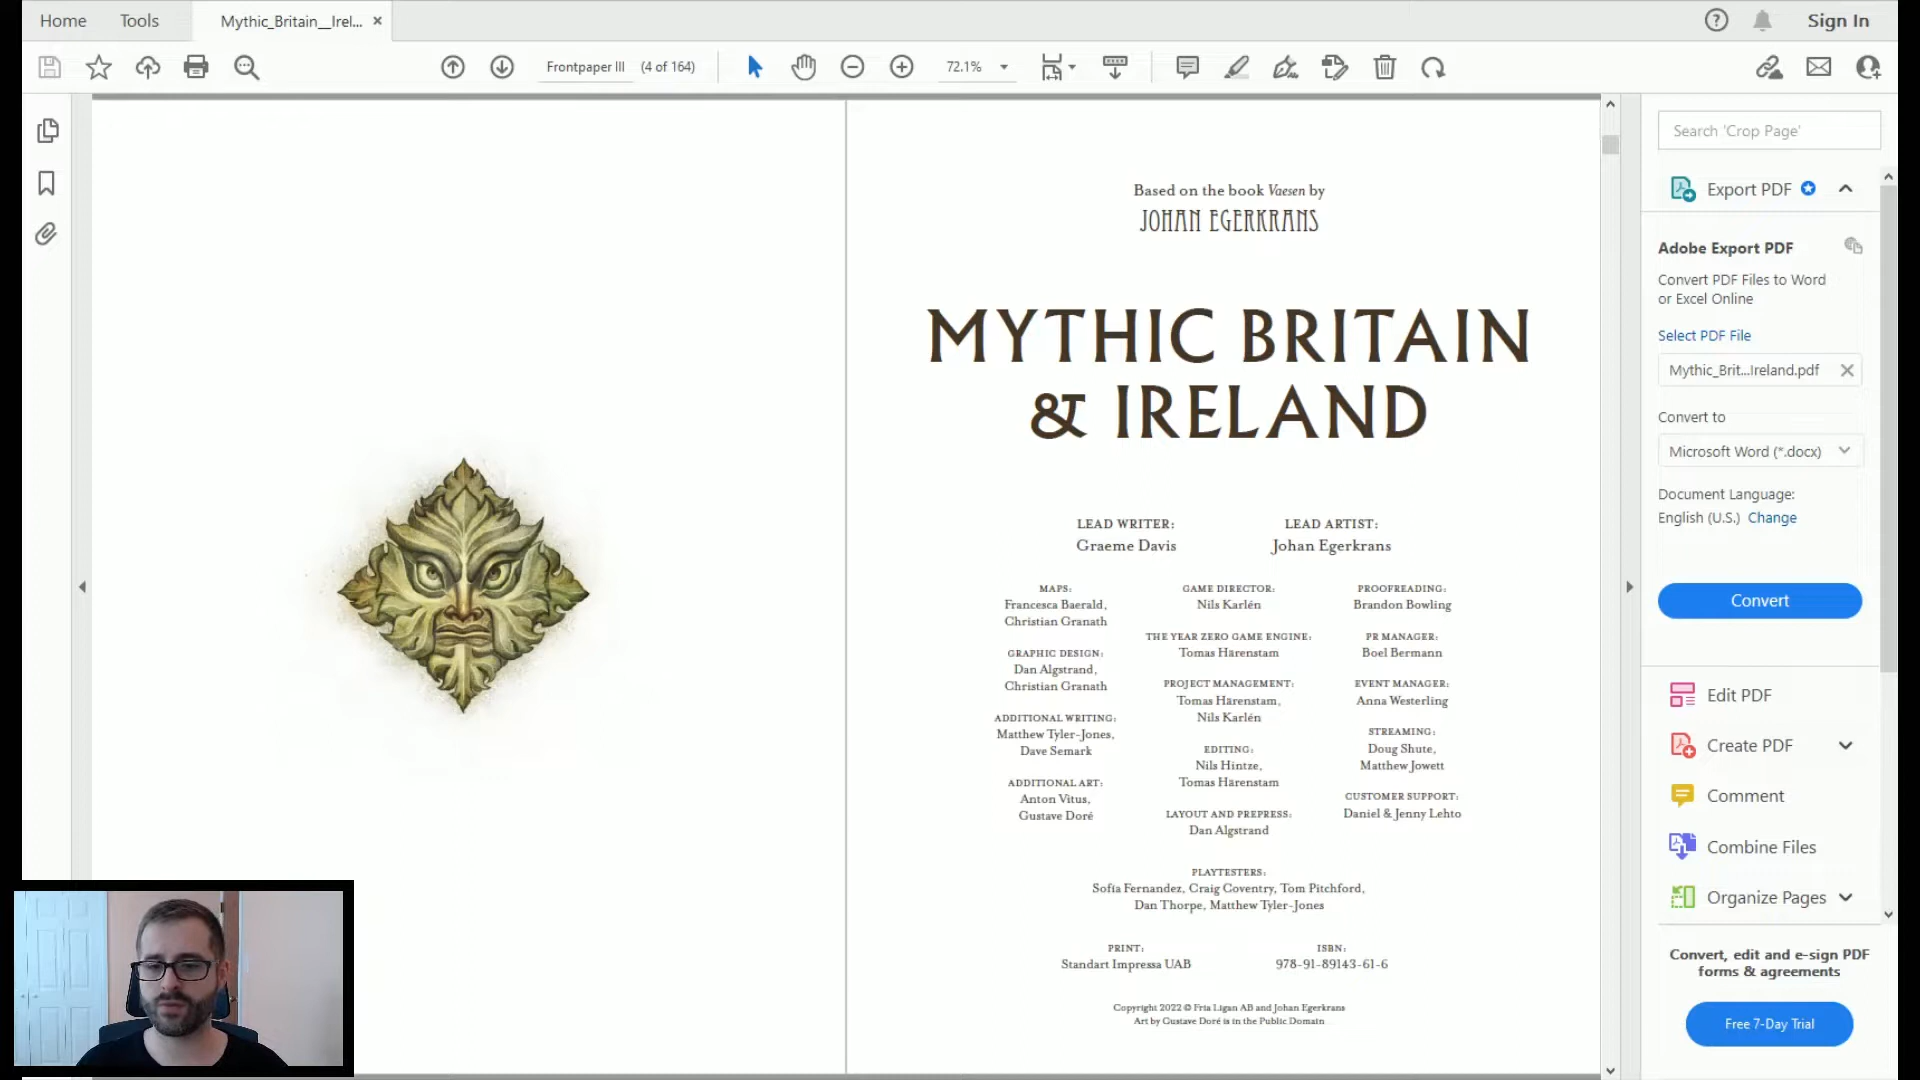 Home
Tools
Mythic_Britain__Irel...
Sign In
Frontpaper III
(4 of 164)
72.1%
Based on the book Vaesen by
JOHAN EGERKRANS
MYTHIC BRITAIN
& IRELAND
LEAD WRITER:
Graeme Davis
LEAD ARTIST:
Johan Egerkrans
MAPS:
Francesca Baerald,
Christian Granath
GRAPHIC DESIGN:
Dan Algstrand,
Christian Granath
ADDITIONAL WRITING:
Matthew Tyler-Jones,
Dave Semark
ADDITIONAL ART:
Anton Vitus,
Gustave Doré
GAME DIRECTOR:
Nils Karlén
THE YEAR ZERO GAME ENGINE:
Tomas Härenstam
PROJECT MANAGEMENT:
Tomas Härenstam,
Nils Karlén
EDITING:
Nils Hintze,
Tomas Härenstam
LAYOUT AND PREPRESS:
Dan Algstrand
PROOFREADING:
Brandon Bowling
PR MANAGER:
Boel Bermann
EVENT MANAGER:
Anna Westerling
STREAMING:
Doug Shute,
Matthew Jowett
CUSTOMER SUPPORT:
Daniel & Jenny Lehto
PLAYTESTERS:
Sofía Fernandez, Craig Coventry, Tom Pitchford,
Dan Thorpe, Matthew Tyler-Jones
PRINT:
Standart Impressa UAB
ISBN:
978-91-89143-61-6
Copyright 2022 © Fria Ligan AB and Johan Egerkrans
Art by Gustave Doré is in the Public Domain
Search 'Crop Page'
Export PDF
Adobe Export PDF
Convert PDF Files to Word
or Excel Online
Select PDF File
Mythic_Brit...Ireland.pdf
Convert to
Microsoft Word (*.docx)
Document Language:
English (U.S.) Change
Convert
Edit PDF
Create PDF
Comment
Combine Files
Organize Pages
Convert, edit and e-sign PDF
forms & agreements
Free 7-Day Trial